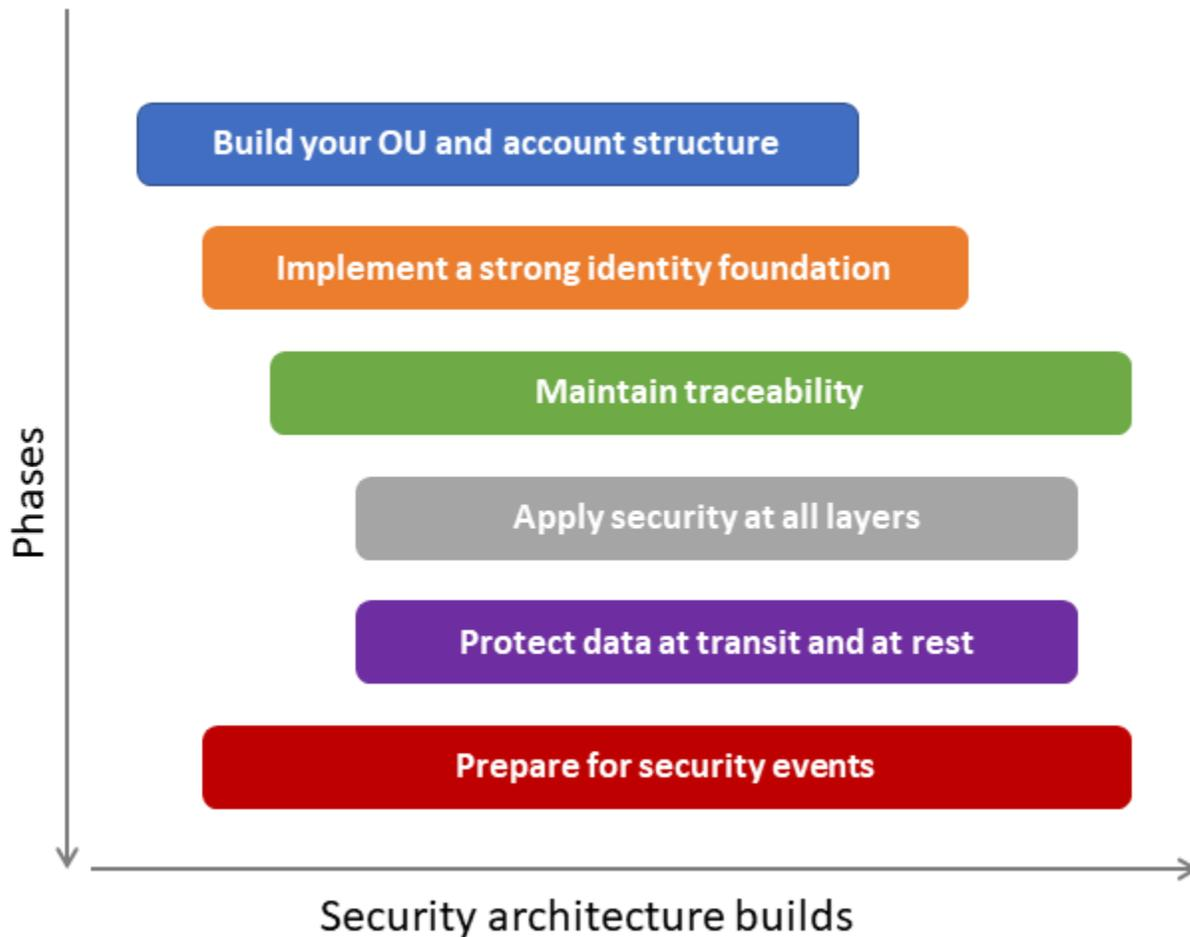 Build your OU and account structure
Implement a strong identity foundation
Maintain traceability
Apply security at all layers
Protect data at transit and at rest
Prepare for security events
Phases
Security architecture builds